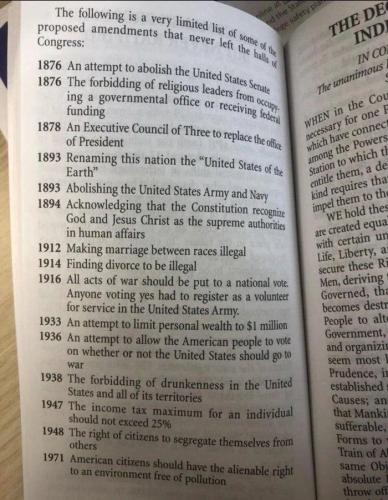 The following is a very limited list of some of the
proposed amendments that never left the halls of
Congress:
1876 An attempt to abolish the United States Senate
1876 The forbidding of religious leaders from occupy-
ing a governmental office or receiving federal
funding
1878 An Executive Council of Three to replace the office
of President
1893 Renaming this nation the “United States of the
Earth”
1893 Abolishing the United States Army and Navy
1894 Acknowledging that the Constitution recognize
God and Jesus Christ as the supreme authorities
in human affairs
1912 Making marriage between races illegal
1914 Finding divorce to be illegal
1916 All acts of war should be put to a national vote.
Anyone voting yes had to register as a volunteer
for service in the United States Army.
1933 An attempt to limit personal wealth to $1 million
1936 An attempt to allow the American people to vote
on whether or not the United States should go to
war
1938 The forbidding of drunkenness in the United
States and all of its territories
1947 The income tax maximum for an individual
should not exceed 25%
1948 The right of citizens to segregate themselves from
others
1971 American citizens should have the alienable right
to an environment free of pollution
THE DE
INDE
IN CO
The unanimous
WHEN in the Cou
necessary for one P
which have connect
among the Powers
Station to which th
entitle them, a de
kind requires tha
impel them to th
WE hold thes
are created equa
with certain un
Life, Liberty, a
secure these Ri
Men, deriving
Governed, tha
becomes destr
People to alte
Government,
and organizin
seem most l
Prudence, i
established
Causes; an
that Mankin
sufferable,
Forms to
Train of A
same Obj
absolute
throw off